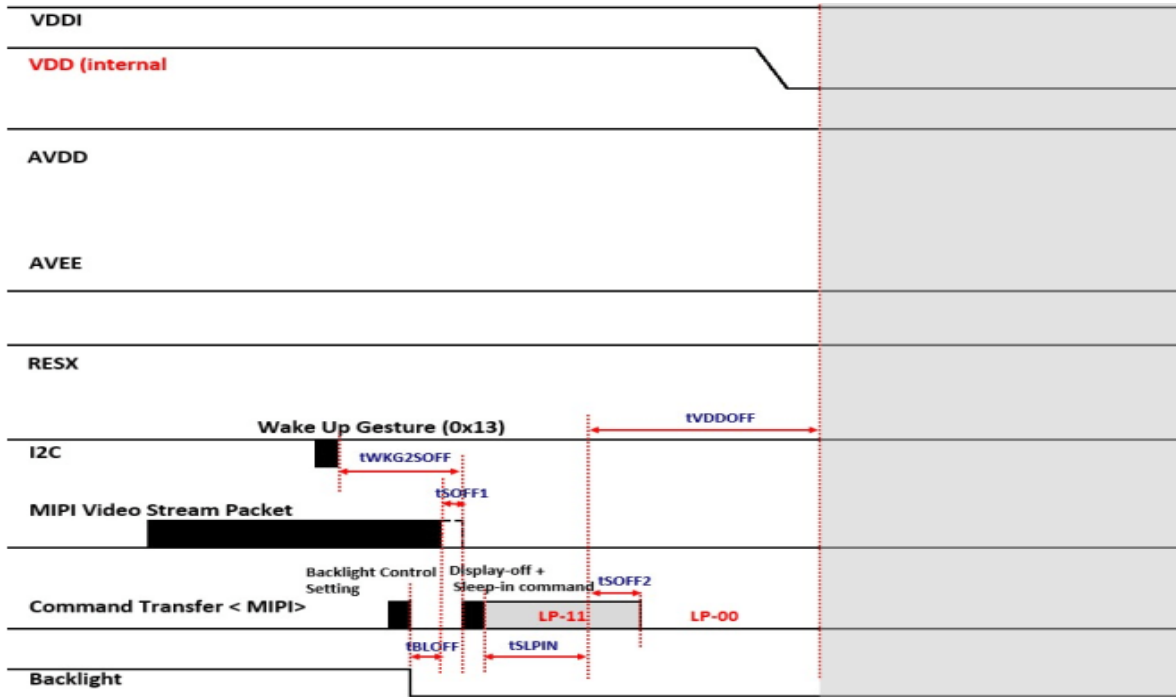 VDDI
VDD (internal
AVDD
AVEE
RESX
tVDDOFF
Wake Up Gesture (0x13)
I2C
tWKG2SOFF
tSOFF1
MIPI Video Stream Packet
Backlight Control
Setting
Display-off +
Sleep-in command
tSOFF2
Command Transfer < MIPI>
LP-11
LP-00
tBLOFF
tSLPIN
Backlight